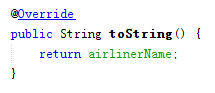 @Override
public String toString() {
    return airlinerName;
}